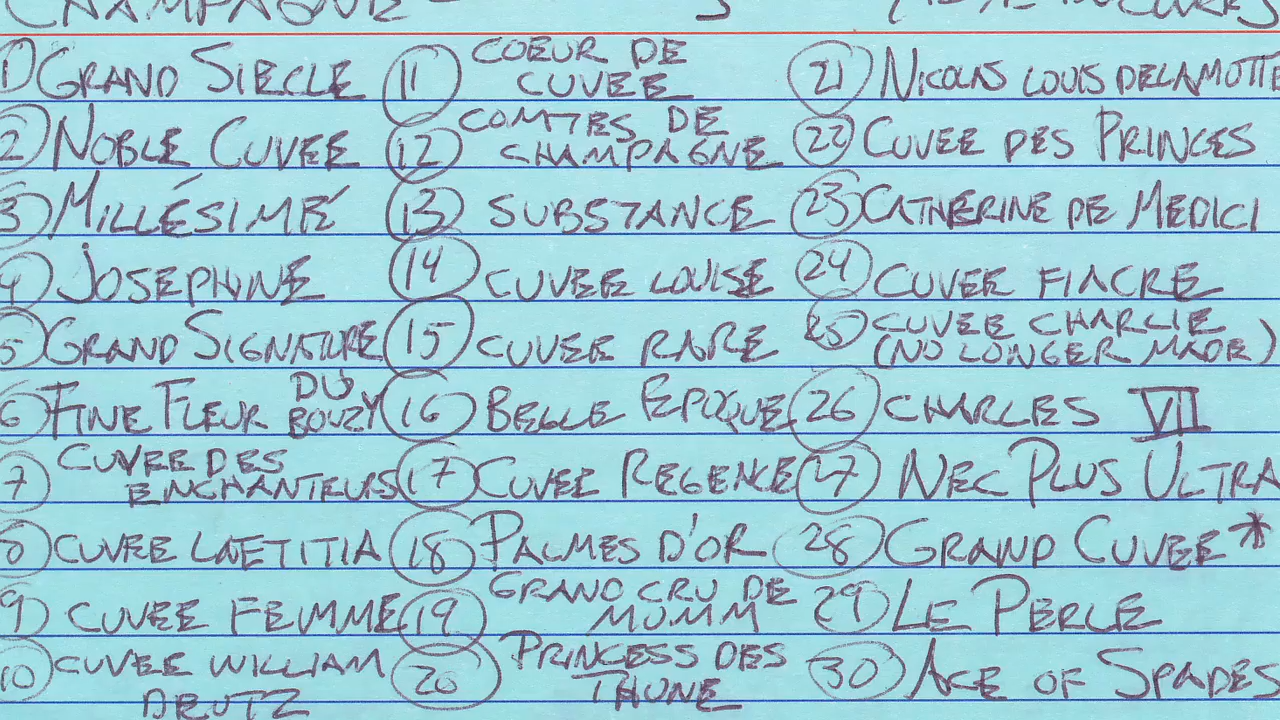 CHAMPAGNE
1 GRAND SIECLE
2 NOBLE CUVEE
3 MILLÉSIMÉ
4 JOSEPHINE
5 GRAND SIGNATURE
6 FINE FLEUR DU BOUZY
7 CUVEE DES
ENCHANTEURS
8 CUVEE LAETITIA
9 CUVEE FEMME
10 CUVEE WILLIAM
DEUTZ
11 COEUR DE
CUVEE
12 COMTES DE
CHAMPAGNE
13 SUBSTANCE
14 CUVEE LOUISE
15 CUVEE RARE
16 BELLE EPOQUE
17 CUVEE REGENCE
18 PALMES D'OR
19 GRAND CRU DE
MUMM
20 PRINCESS DES
THUNE
21 NICOLAS LOUIS DELAMOTTE
22 CUVEE DES PRINCES
23 CATHERINE DE MEDICI
24 CUVEE FIACRE
25 CUVEE CHARLIE
(NO LONGER MADE)
26 CHARLES VII
27 NEC PLUS ULTRA
28 GRAND CUVEE*
29 LE PERLE
30 ACE OF SPADES